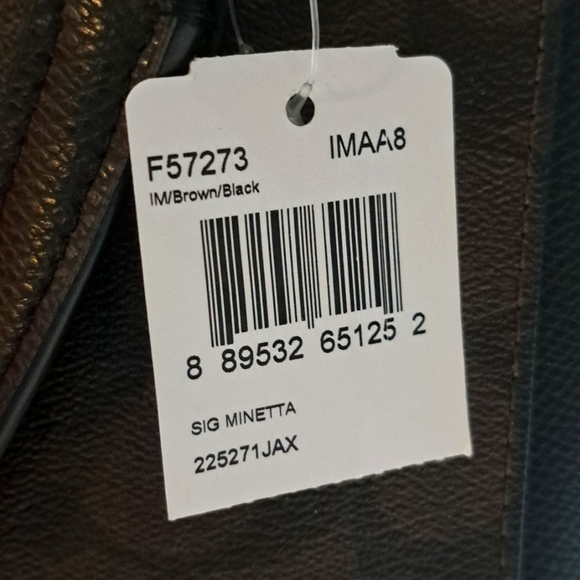 F57273 IMAA8
IM/Brown/Black
8 89532 65125 2
SIG MINETTA
225271JAX